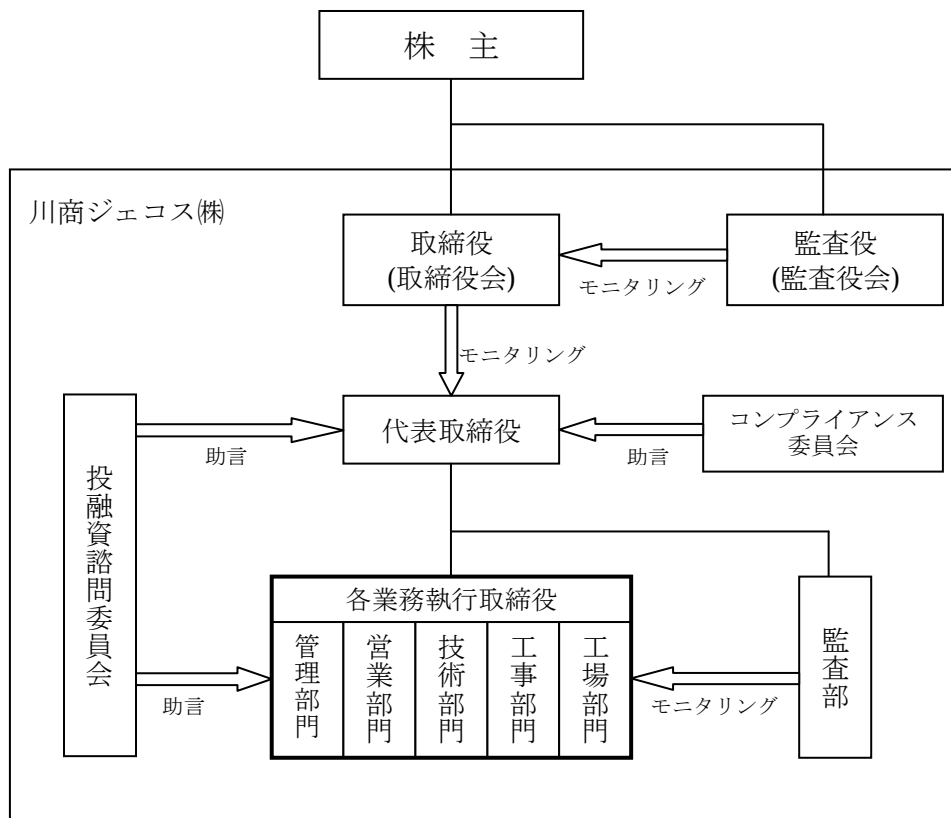 株　主
川商ジェコス㈱
取締役
(取締役会)
監査役
(監査役会)
モニタリング
モニタリング
代表取締役
コンプライアンス
委員会
助言
助言
投融資諮問委員会
各業務執行取締役
管理部門
営業部門
技術部門
工事部門
工場部門
監査部
助言
モニタリング